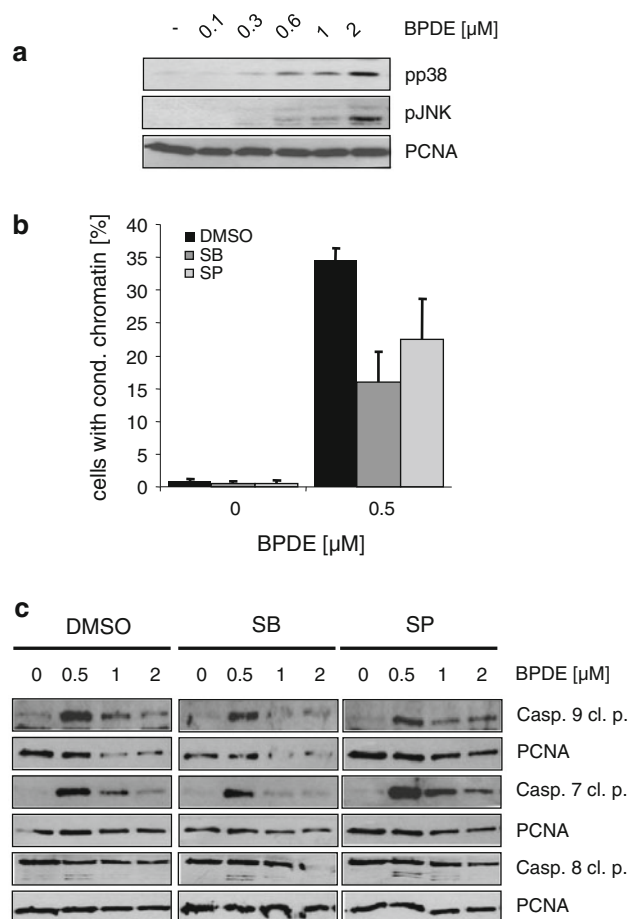 - 0.1 0.3 0.6 1 2 BPDE [µM]
a
pp38
pJNK
PCNA
b
cells with cond. chromatin [%]
40
35
30
25
20
15
10
5
0
DMSO
SB
SP
0 0.5
BPDE [µM]
c
DMSO SB SP
0 0.5 1 2 0 0.5 1 2 0 0.5 1 2 BPDE [µM]
Casp. 9 cl. p.
PCNA
Casp. 7 cl. p.
PCNA
Casp. 8 cl. p.
PCNA